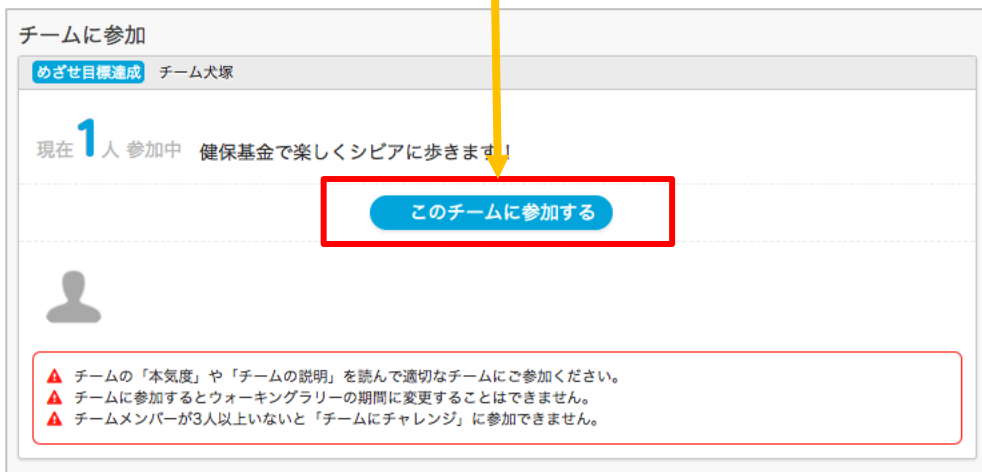 チームに参加
めざせ目標達成 チーム犬塚
現在1人 参加中 健保基金で楽しくシビアに歩きます!
このチームに参加する
チームの「本気度」や「チームの説明」を読んで適切なチームにご参加ください。
チームに参加するとウォーキングラリーの期間に変更することはできません。
チームメンバーが3人以上いないと「チームにチャレンジ」に参加できません。